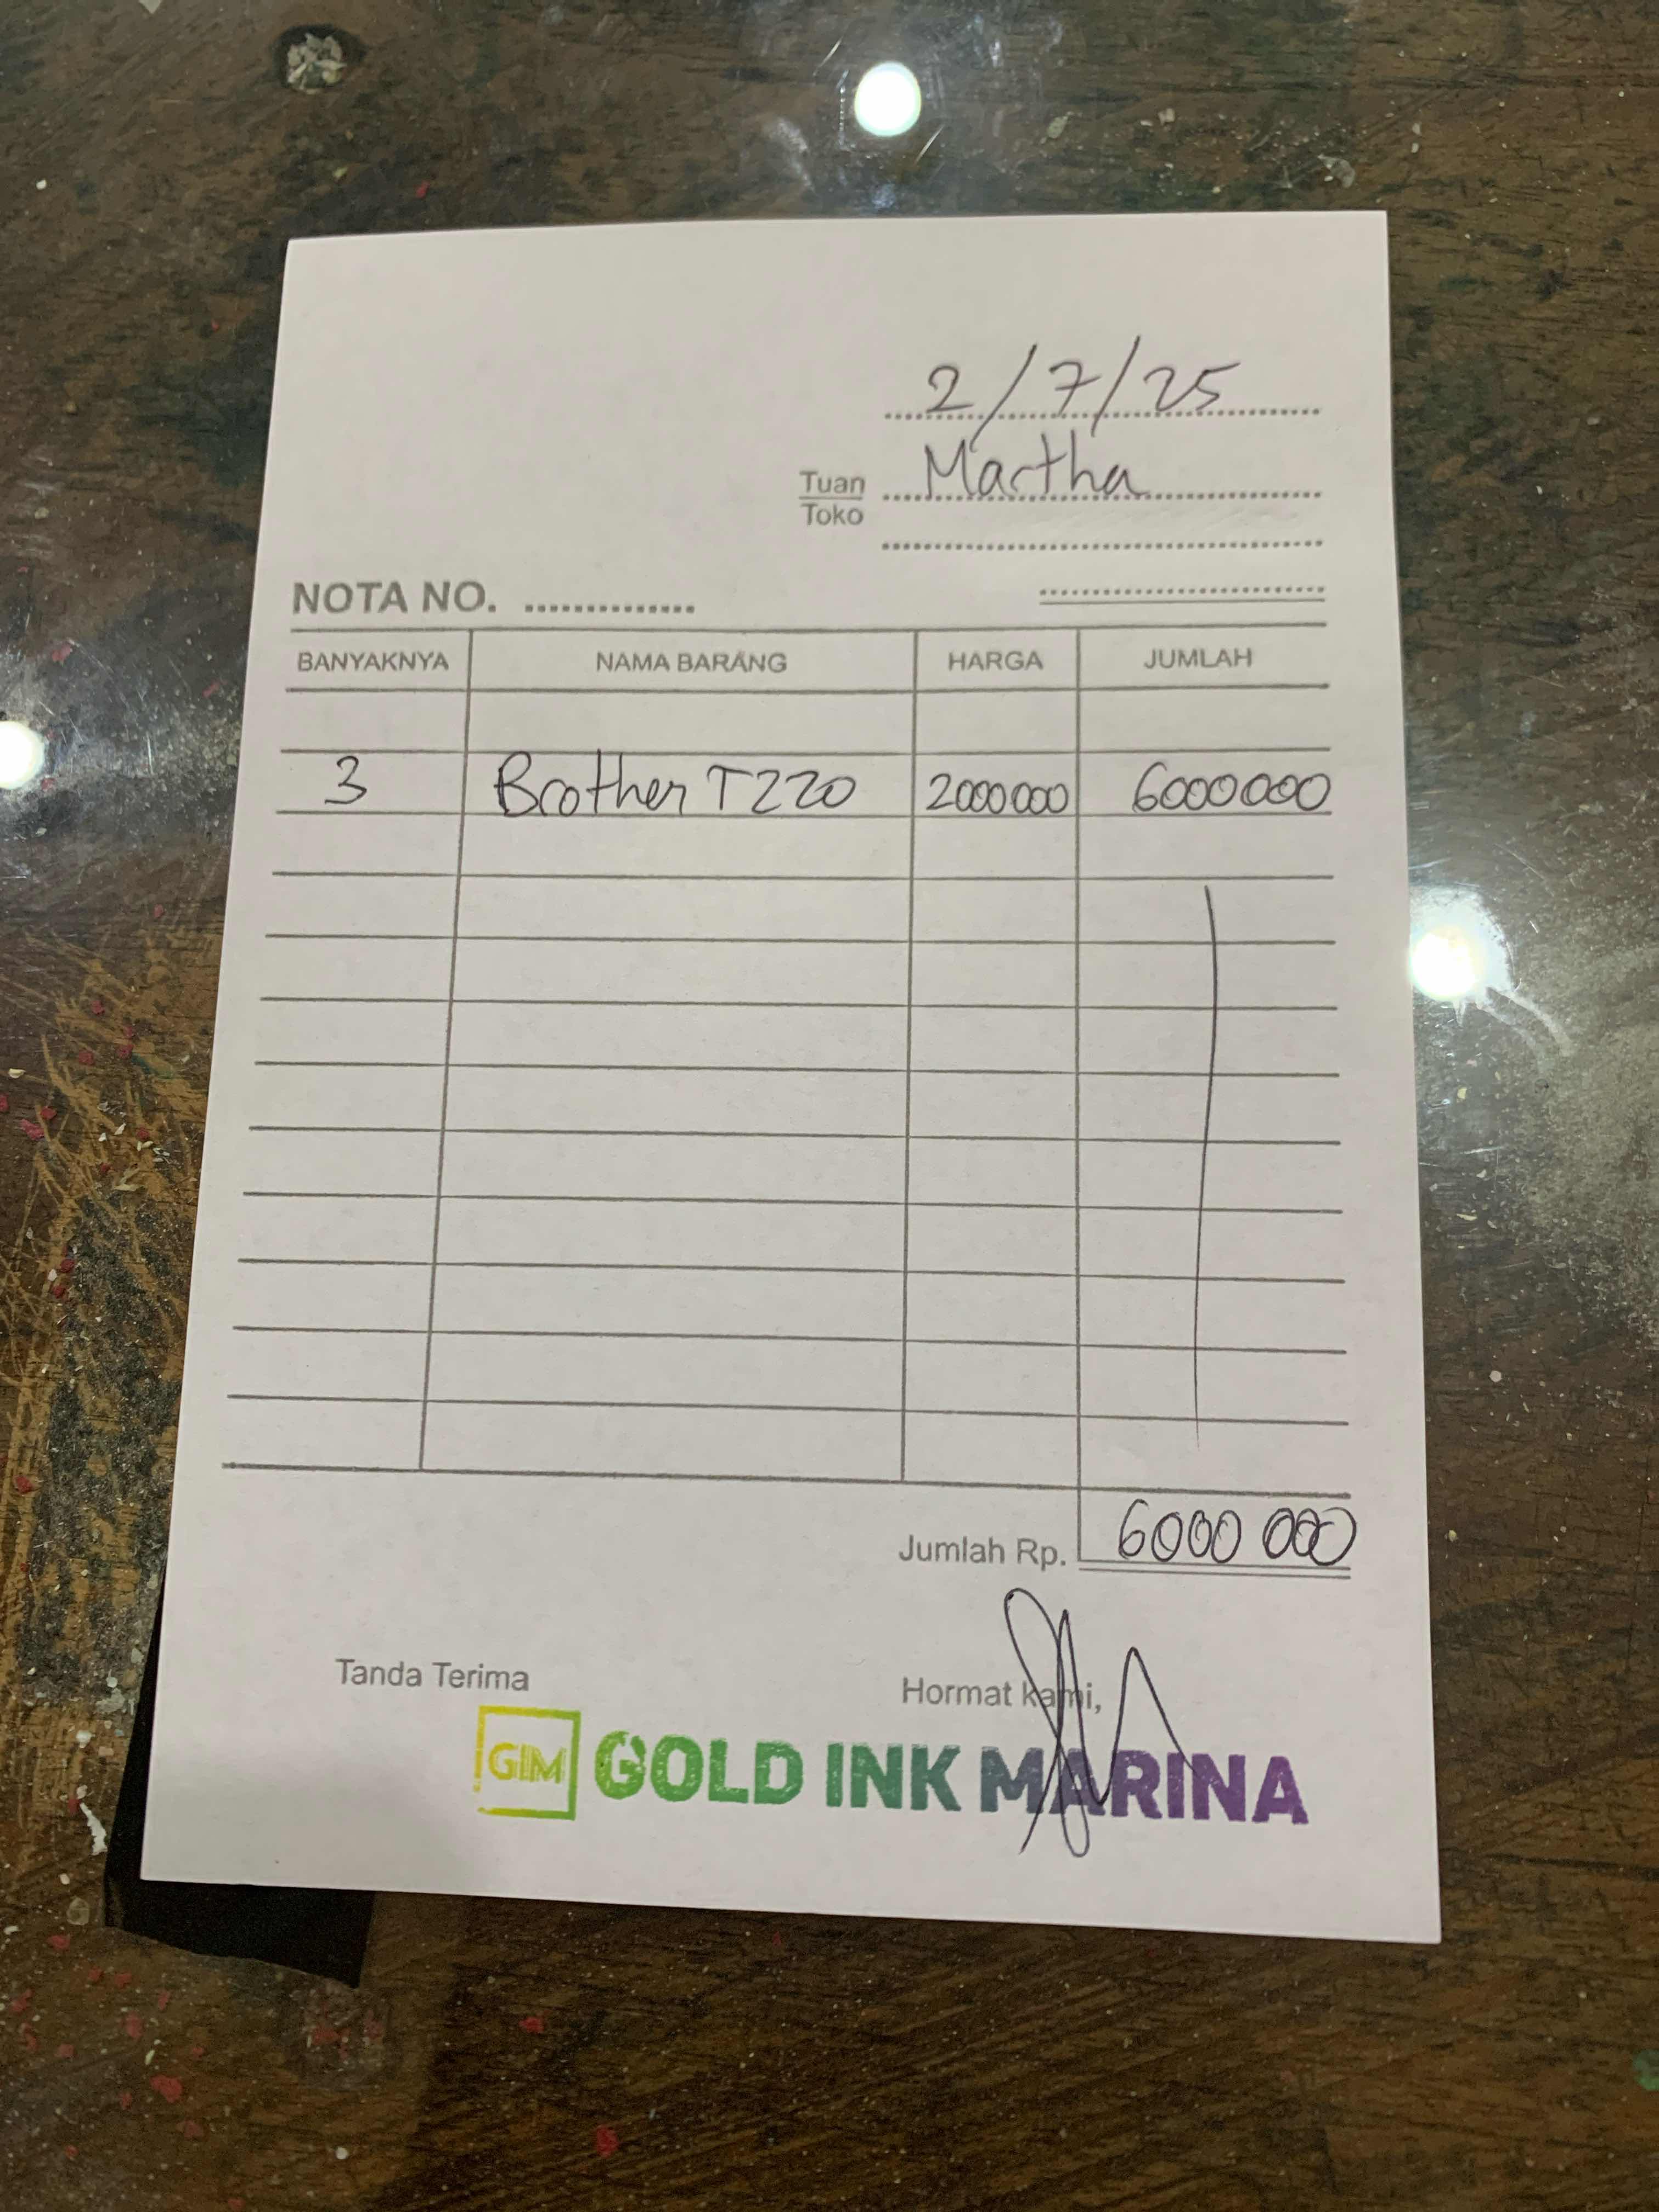 2/7/25
Tuan Martha
Toko
NOTA NO. ..............
BANYAKNYA NAMA BARANG HARGA JUMLAH
3 Brother T220 2000000 6000000
Jumlah Rp. 6000 000
Tanda Terima Hormat kami,
GIM GOLD INK MARINA